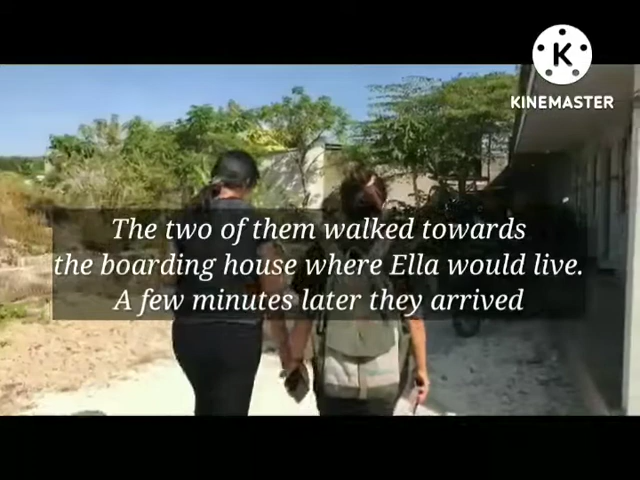 K
KINEMASTER
The two of them walked towards
the boarding house where Ella would live.
A few minutes later they arrived